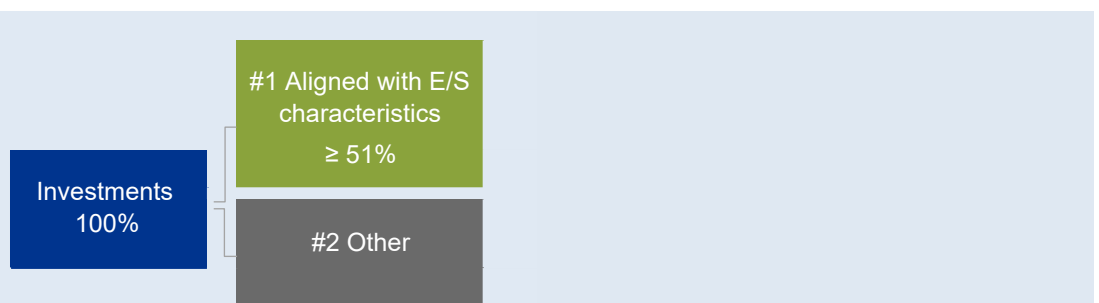 #1 Aligned with E/S
characteristics
≥ 51%
Investments
100%
#2 Other